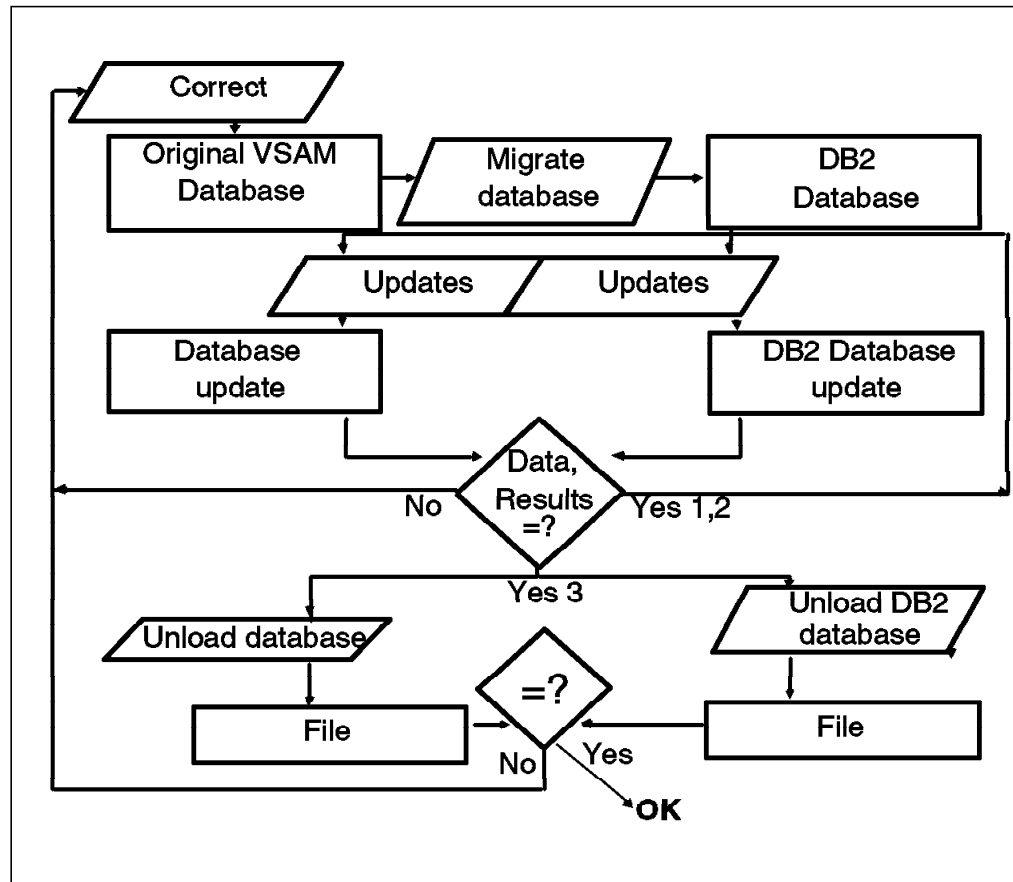 Correct
Original VSAM
Database
Migrate
database
DB2
Database
Updates
Updates
Database
update
DB2 Database
update
Data,
Results
=?
No
Yes 1,2
Yes 3
Unload database
Unload DB2
database
=?
File
File
No
Yes
OK